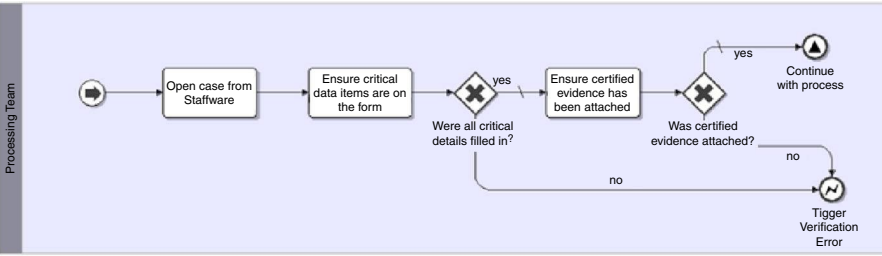 Processing Team
Open case from
Staffware
Ensure critical
data items are on
the form
yes
Were all critical
details filled in?
Ensure certified
evidence has
been attached
yes
Was certified
evidence attached?
Continue
with process
no
no
Tigger
Verification
Error